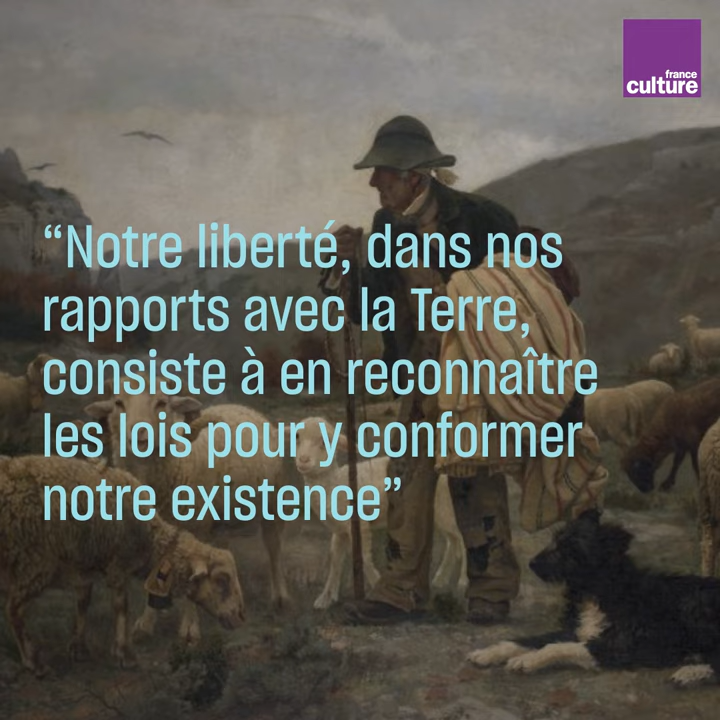 france
culture
“Notre liberté, dans nos
rapports avec la Terre,
consiste à en reconnaître
les lois pour y conformer
notre existence”